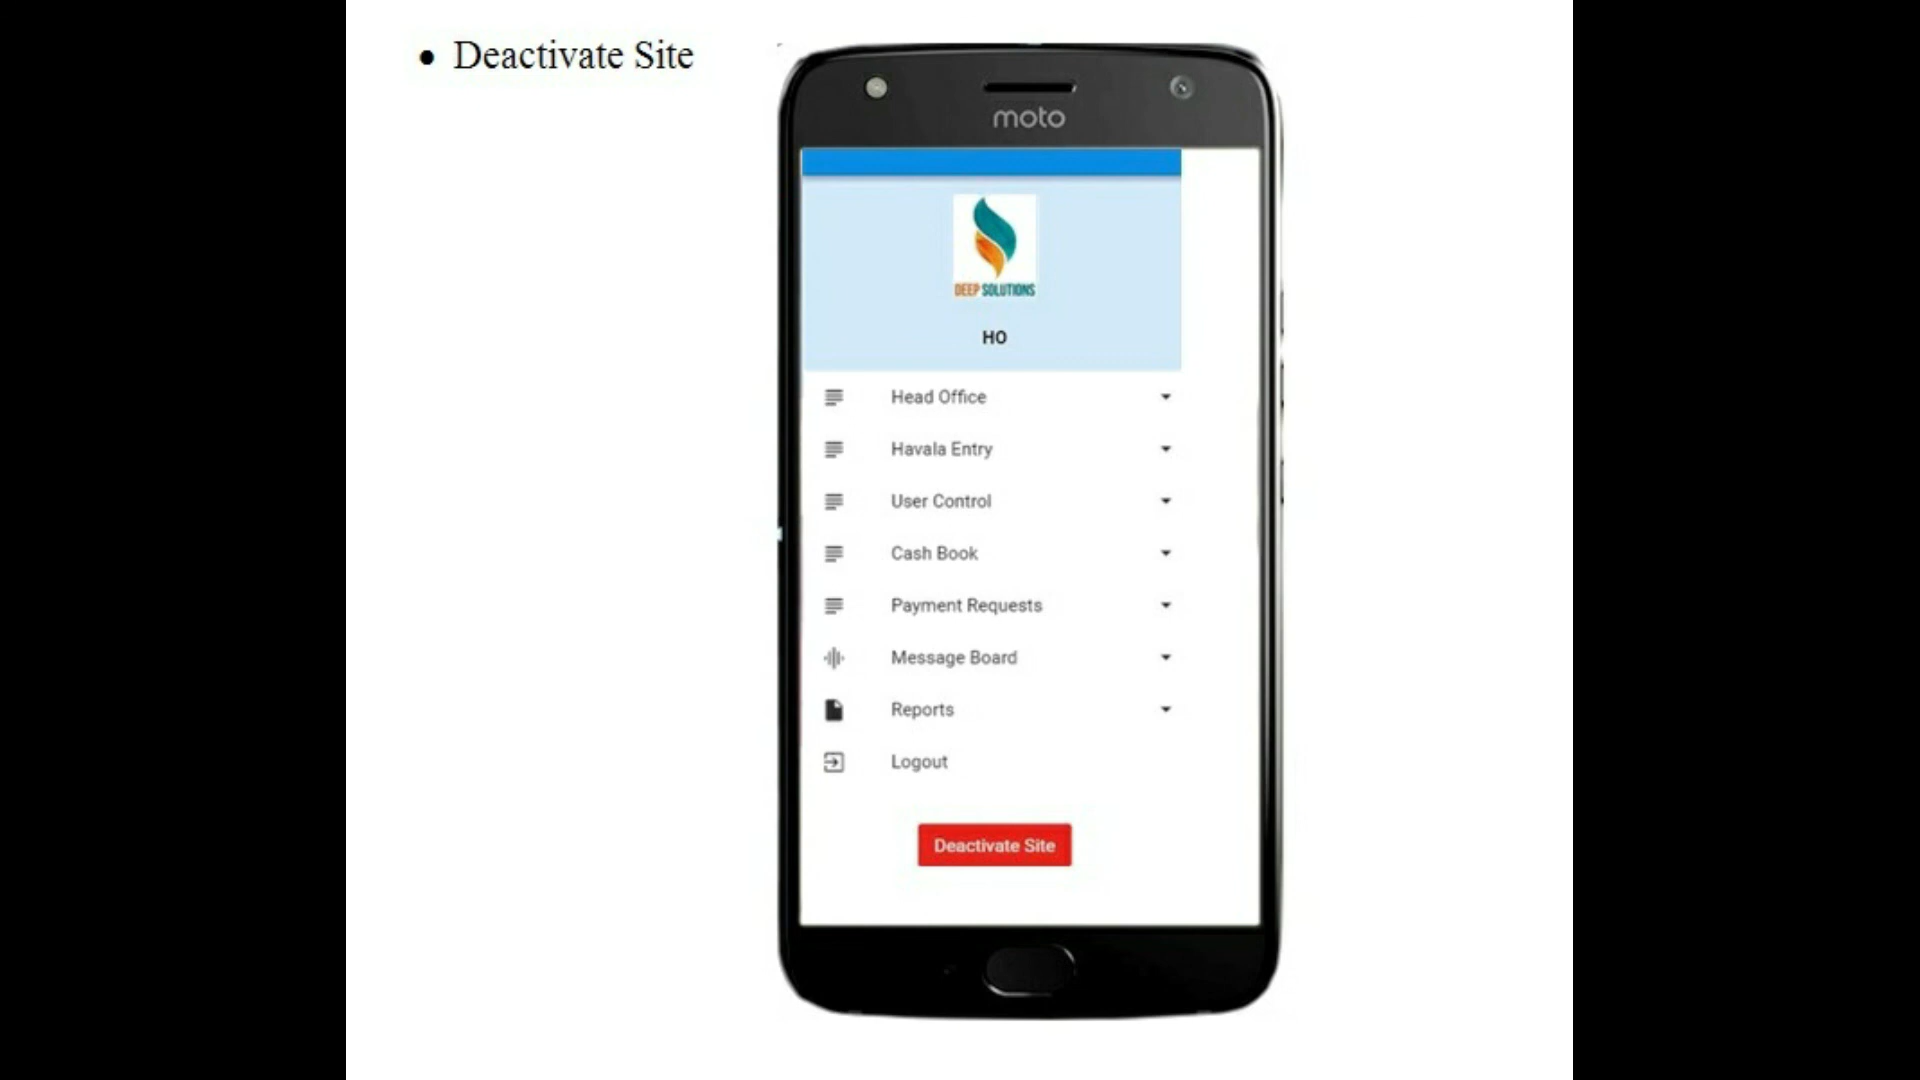 • Deactivate Site
moto
DEEP SOLUTIONS
HO
Head Office
Havala Entry
User Control
Cash Book
Payment Requests
Message Board
Reports
Logout
Deactivate Site